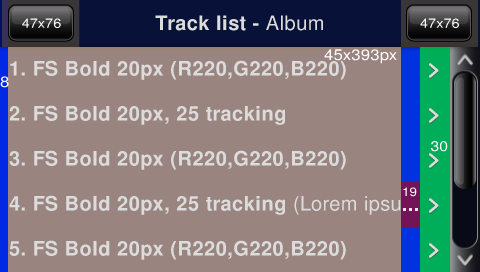 47x76
Track list - Album
47x76
45x393px
8
1. FS Bold 20px (R220,G220,B220)
2. FS Bold 20px, 25 tracking
3. FS Bold 20px (R220,G220,B220)
30
19
4. FS Bold 20px, 25 tracking (Lorem ipsu...
5. FS Bold 20px (R220,G220,B220)